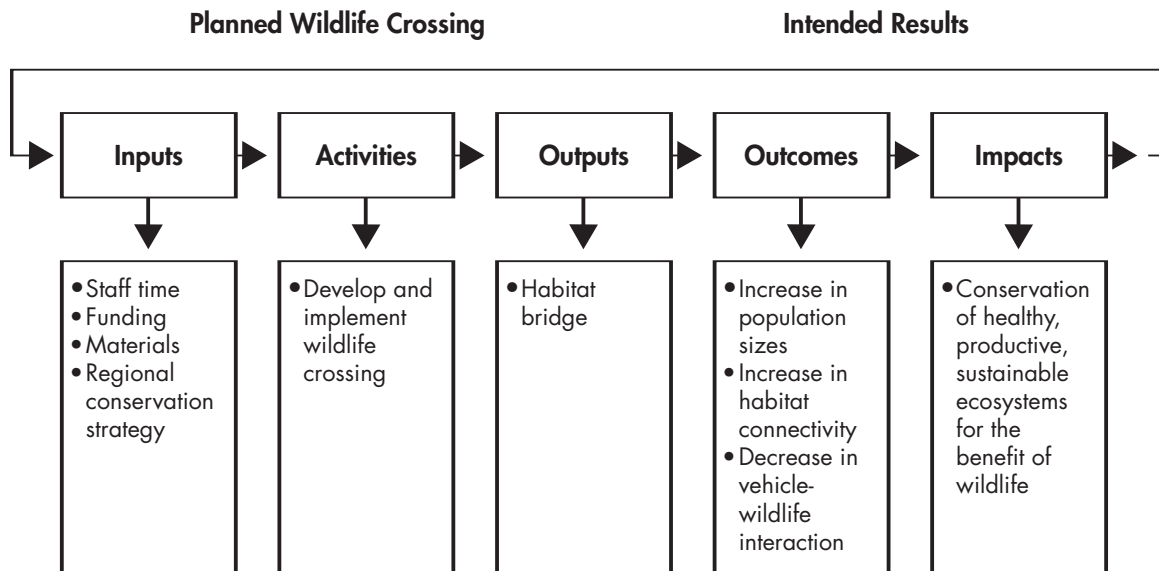 Planned Wildlife Crossing
Intended Results
Inputs
Activities
Outputs
Outcomes
Impacts
•Staff time
•Funding
•Materials
•Regional
conservation
strategy
•Develop and
implement
wildlife
crossing
•Habitat
bridge
•Increase in
population
sizes
•Increase in
habitat
connectivity
•Decrease in
vehicle-
wildlife
interaction
•Conservation
of healthy,
productive,
sustainable
ecosystems
for the
benefit of
wildlife